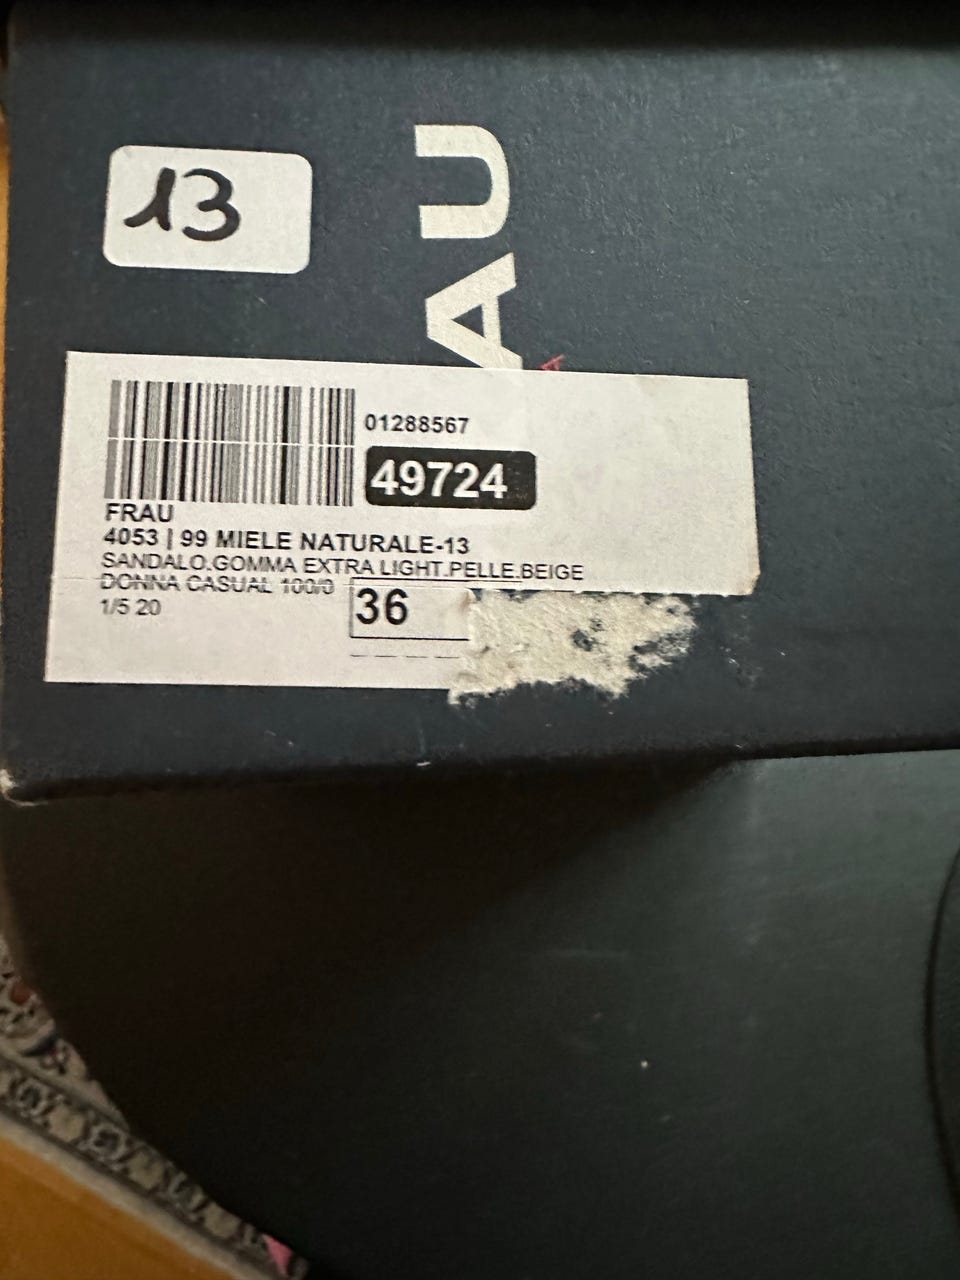 13
AU
01288567
49724
FRAU
4053 | 99 MIELE NATURALE-13
SANDALO.GOMMA EXTRA LIGHT.PELLE.BEIGE
DONNA CASUAL 100/0
1/5 20
36